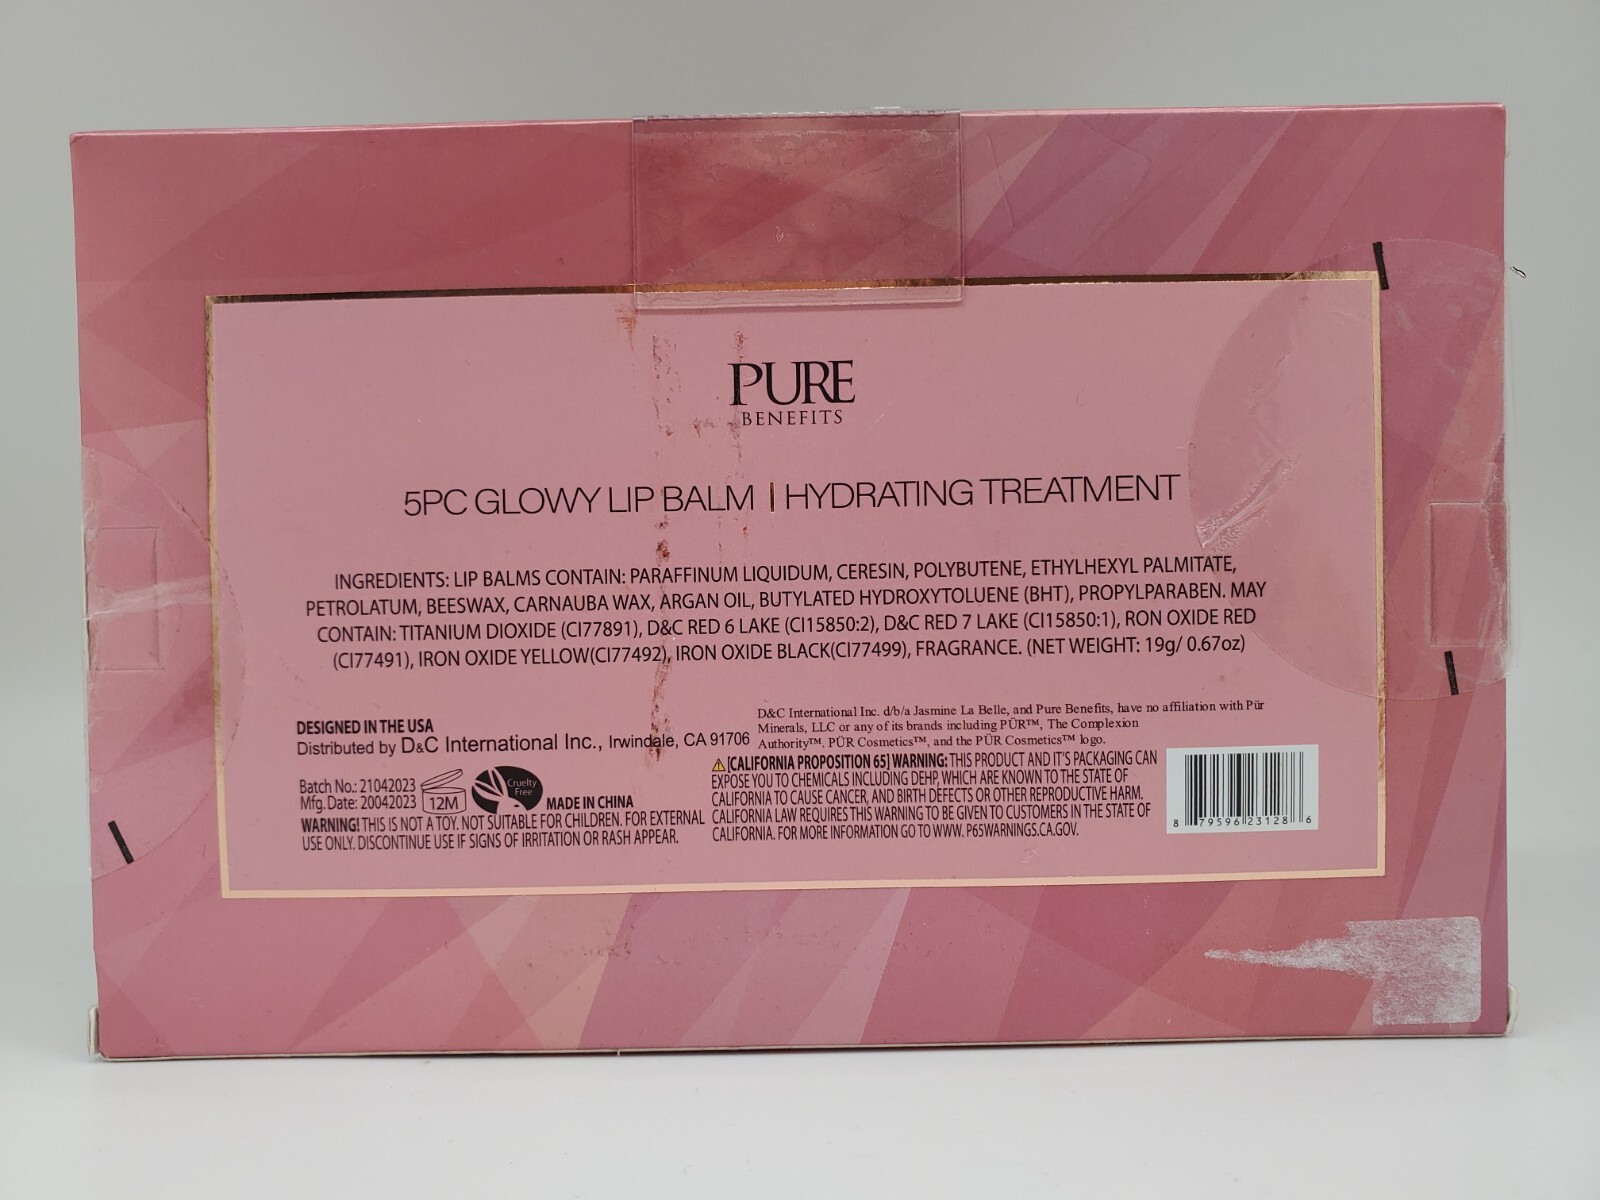 PURE
BENEFITS
5PC GLOWY LIP BALM | HYDRATING TREATMENT
INGREDIENTS: LIP BALMS CONTAIN: PARAFFINUM LIQUIDUM, CERESIN, POLYBUTENE, ETHYLHEXYL PALMITATE,
PETROLATUM, BEESWAX, CARNAUBA WAX, ARGAN OIL, BUTYLATED HYDROXYTOLUENE (BHT), PROPYLPARABEN. MAY
CONTAIN: TITANIUM DIOXIDE (CI77891), D&C RED 6 LAKE (CI15850:2), D&C RED 7 LAKE (CI15850:1), RON OXIDE RED
(CI77491), IRON OXIDE YELLOW(CI77492), IRON OXIDE BLACK(CI77499), FRAGRANCE. (NET WEIGHT: 19g/ 0.67oz)
DESIGNED IN THE USA
Distributed by D&C International Inc., Irwindale, CA 91706
Batch No.: 21042023
Mfg. Date: 20042023
12M
Cruelty
Free
MADE IN CHINA
WARNING! THIS IS NOT A TOY. NOT SUITABLE FOR CHILDREN. FOR EXTERNAL
USE ONLY. DISCONTINUE USE IF SIGNS OF IRRITATION OR RASH APPEAR.
D&C International Inc. d/b/a Jasmine La Belle, and Pure Benefits, have no affiliation with Pür
Minerals, LLC or any of its brands including PÜR™, The Complexion
Authority™, PÜR Cosmetics™, and the PÜR Cosmetics™ logo.
[CALIFORNIA PROPOSITION 65] WARNING: THIS PRODUCT AND IT'S PACKAGING CAN
EXPOSE YOU TO CHEMICALS INCLUDING DEHP, WHICH ARE KNOWN TO THE STATE OF
CALIFORNIA TO CAUSE CANCER, AND BIRTH DEFECTS OR OTHER REPRODUCTIVE HARM.
CALIFORNIA LAW REQUIRES THIS WARNING TO BE GIVEN TO CUSTOMERS IN THE STATE OF
CALIFORNIA. FOR MORE INFORMATION GO TO WWW. P65WARNINGS.CA.GOV.
8 79596 23128 6